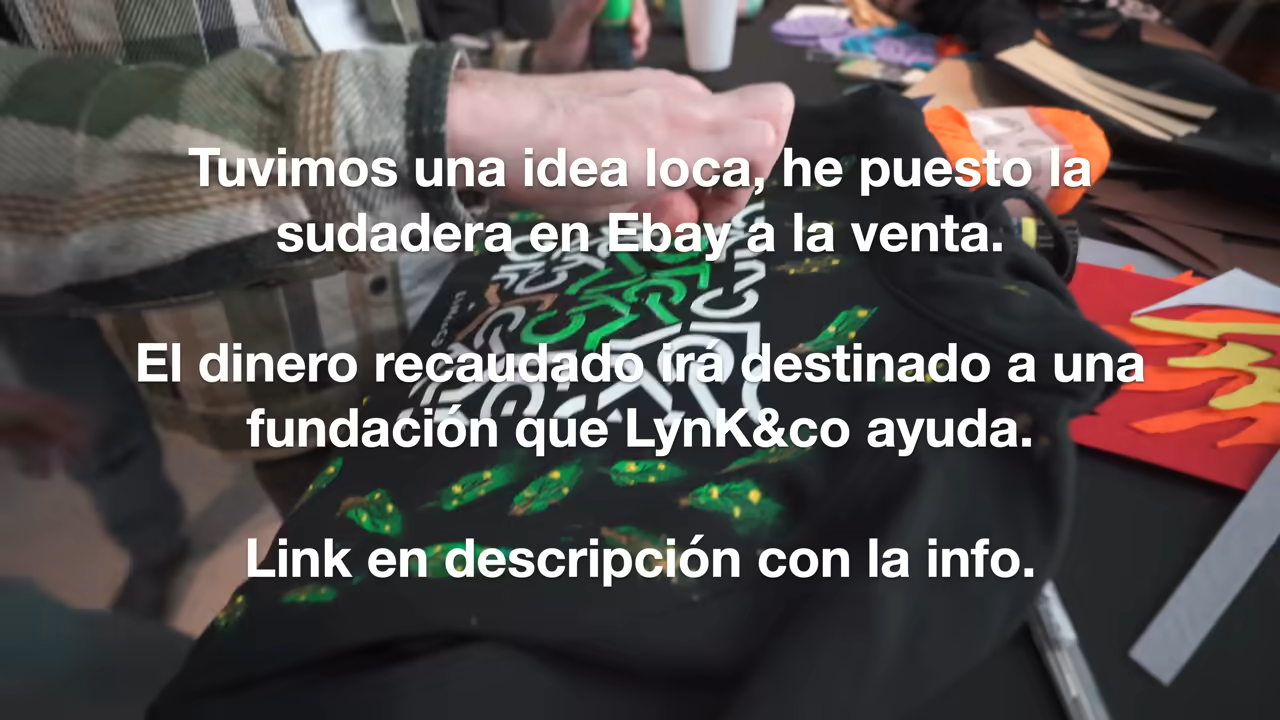 Tuvimos una idea loca, he puesto la
sudadera en Ebay a la venta.
El dinero recaudado irá destinado a una
fundación que LynK&co ayuda.
Link en descripción con la info.